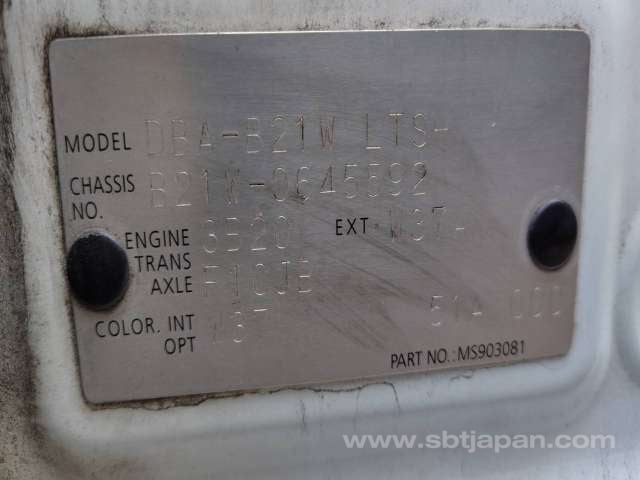 MODEL DBA-B21W LTS-
CHASSIS NO. B21W-0645592
ENGINE 3B20 EXT W37-
TRANS AXLE F1CJB
COLOR. INT OPT W37 514 000
PART NO.:MS903081
www.sbtjapan.com